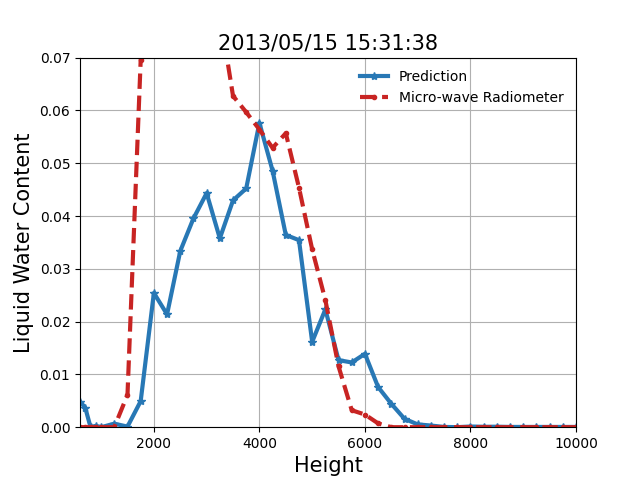 2013/05/15 15:31:38
Prediction
Micro-wave Radiometer
Liquid Water Content
0.07
0.06
0.05
0.04
0.03
0.02
0.01
0.00
2000 4000 6000 8000 10000
Height